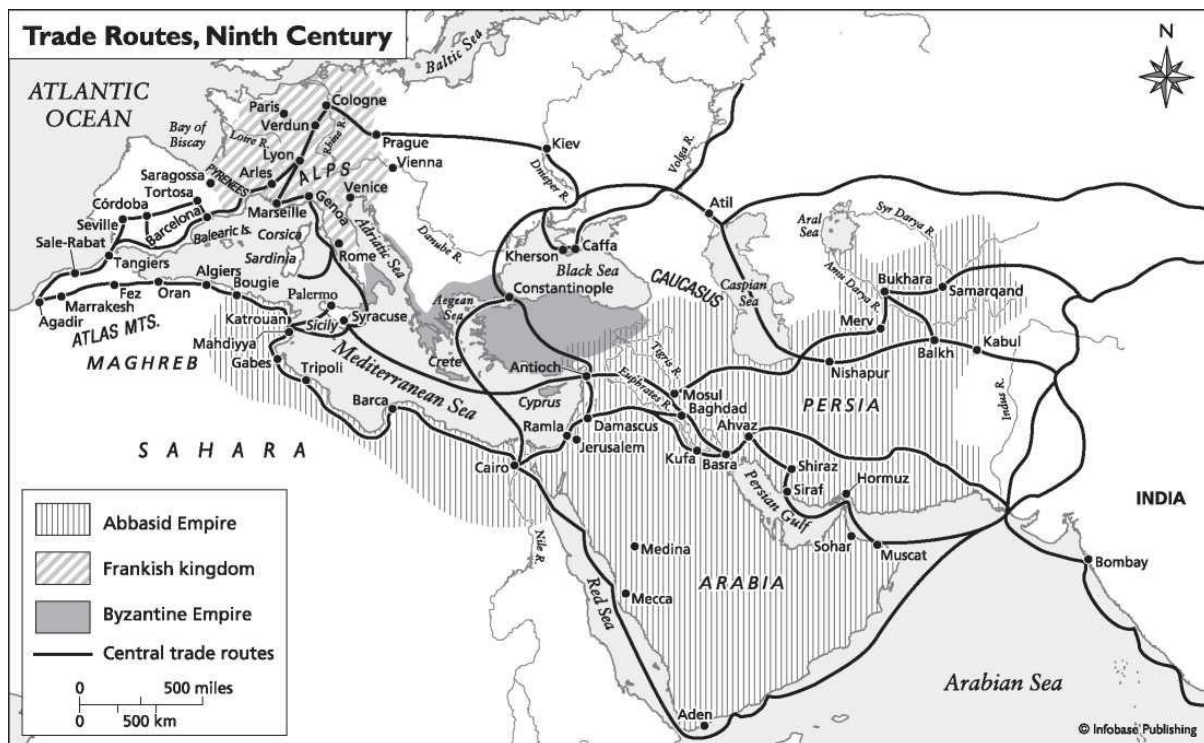 Trade Routes, Ninth Century
N
Baltic Sea
ATLANTIC
OCEAN
Bay of
Biscay
Paris
Cologne
Verdun
Loire R.
Rhine R.
Prague
Kiev
Dnieper R.
Volga R.
Lyon
Vienna
ALPS
Arles
PYRENEES
Saragossa
Tortosa
Venice
Genoa
Marseille
Córdoba
Seville
Barcelona
Balearic Is.
Corsica
Sardinia
Adriatic Sea
Danube R.
Rome
Atil
Aral
Sea
Syr Darya R.
Amu Darya R.
Kherson
Caffa
Black Sea
CAUCASUS
Caspian
Sea
Bukhara
Samarqand
Sale-Rabat
Tangiers
Algiers
Bougie
Fez
Oran
Marrakesh
Agadir
ATLAS MTS.
MAGHREB
Constantinople
Aegean
Sea
Palermo
Syracuse
Sicily
Katrouan
Mahdiyya
Gabes
Tripoli
Mediterranean Sea
Crete
Antioch
Cyprus
Tigris R.
Euphrates R.
Merv
Balkh
Kabul
Nishapur
Indus R.
Mosul
Baghdad
PERSIA
Barca
Ramla
Damascus
Jerusalem
Ahvaz
Kufa
Basra
Shiraz
Siraf
Hormuz
Persian Gulf
SAHARA
Cairo
Nile R.
INDIA
Medina
Sohar
Muscat
Bombay
ARABIA
Mecca
Red Sea
Aden
Arabian Sea
Abbasid Empire
Frankish kingdom
Byzantine Empire
Central trade routes
0 500 miles
0 500 km
© Infobase Publishing